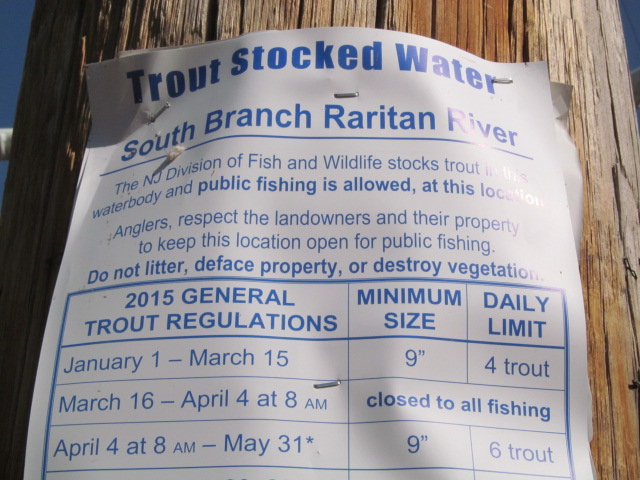 Trout Stocked Water
South Branch Raritan River
The NJ Division of Fish and Wildlife stocks trout in this
waterbody and public fishing is allowed, at this location.
Anglers, respect the landowners and their property
to keep this location open for public fishing.
Do not litter, deface property, or destroy vegetation.
2015 GENERAL TROUT REGULATIONS MINIMUM SIZE DAILY LIMIT
January 1 – March 15 9” 4 trout
March 16 – April 4 at 8 AM closed to all fishing
April 4 at 8 AM – May 31* 9” 6 trout